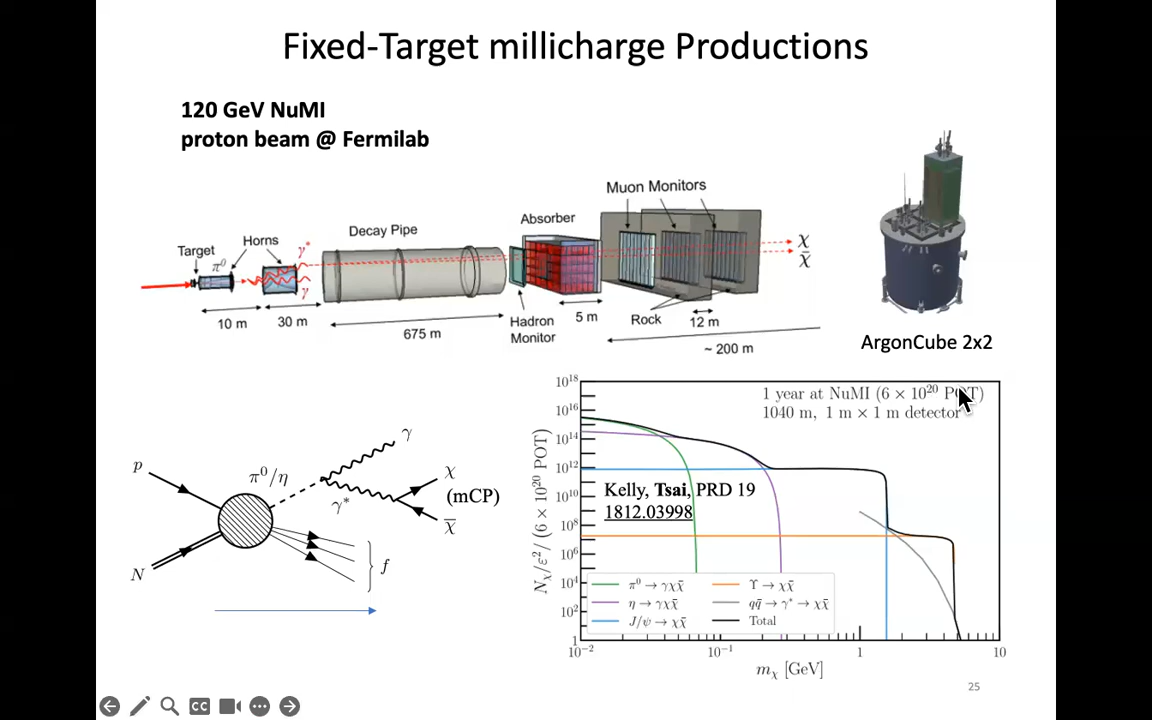 Fixed-Target millicharge Productions
120 GeV NuMI
proton beam @ Fermilab
Muon Monitors
Absorber
Decay Pipe
Horns
Target
π⁰
γ*
γ
χ
χ̄
10 m
30 m
675 m
Hadron
Monitor
5 m
Rock
12 m
~ 200 m
ArgonCube 2x2
p
N
π⁰/η
γ
γ*
χ
(mCP)
χ̄
f
1 year at NuMI (6 × 10²⁰ POT)
1040 m, 1 m × 1 m detector
Kelly, Tsai, PRD 19
1812.03998
N_χ/ε²/ (6 × 10²⁰ POT)
10¹⁸
10¹⁶
10¹⁴
10¹²
10¹⁰
10⁸
10⁶
10⁴
10²
1
π⁰ → γχχ̄
η → γχχ̄
J/ψ → χχ̄
Υ → χχ̄
qq̄ → γ* → χχ̄
Total
10⁻²
10⁻¹
1
10
m_χ [GeV]
25
CC